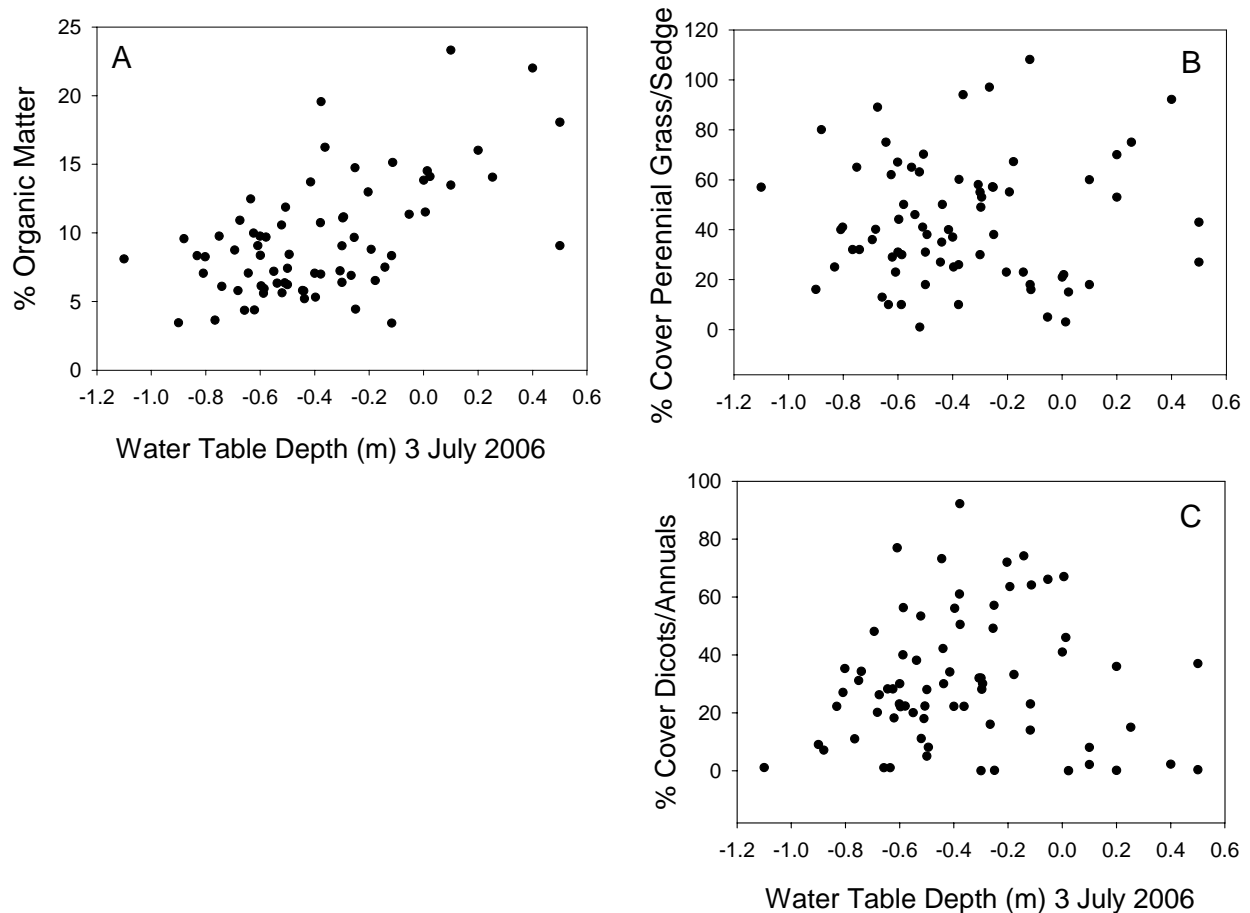 25
20
15
10
5
0
% Organic Matter
A
-1.2 -1.0 -0.8 -0.6 -0.4 -0.2 0.0 0.2 0.4 0.6
Water Table Depth (m) 3 July 2006
120
100
80
60
40
20
0
% Cover Perennial Grass/Sedge
B
-1.2 -1.0 -0.8 -0.6 -0.4 -0.2 0.0 0.2 0.4 0.6
100
80
60
40
20
0
% Cover Dicots/Annuals
C
-1.2 -1.0 -0.8 -0.6 -0.4 -0.2 0.0 0.2 0.4 0.6
Water Table Depth (m) 3 July 2006